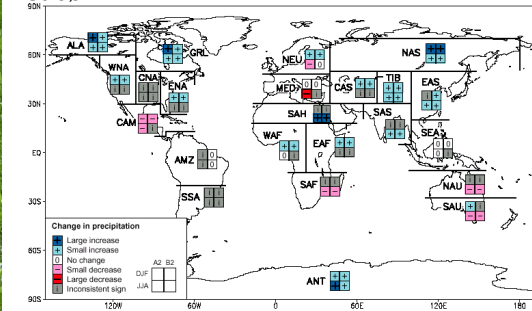 90N
ALA
GRL
NAS
60N
NEU
WNA
CNA
ENA
MED
CAS
TIB
EAS
30N
SAH
SAS
CAM
SEA
WAF
EAF
EQ
AMZ
SAF
NAU
30S
SSA
SAU
Change in precipitation
Large increase
Small increase
0 No change
Small decrease
Large decrease
i Inconsistent sign
A2 B2
DJF
JJA
60S
ANT
90S
120W 60W 0 60E 120E 180